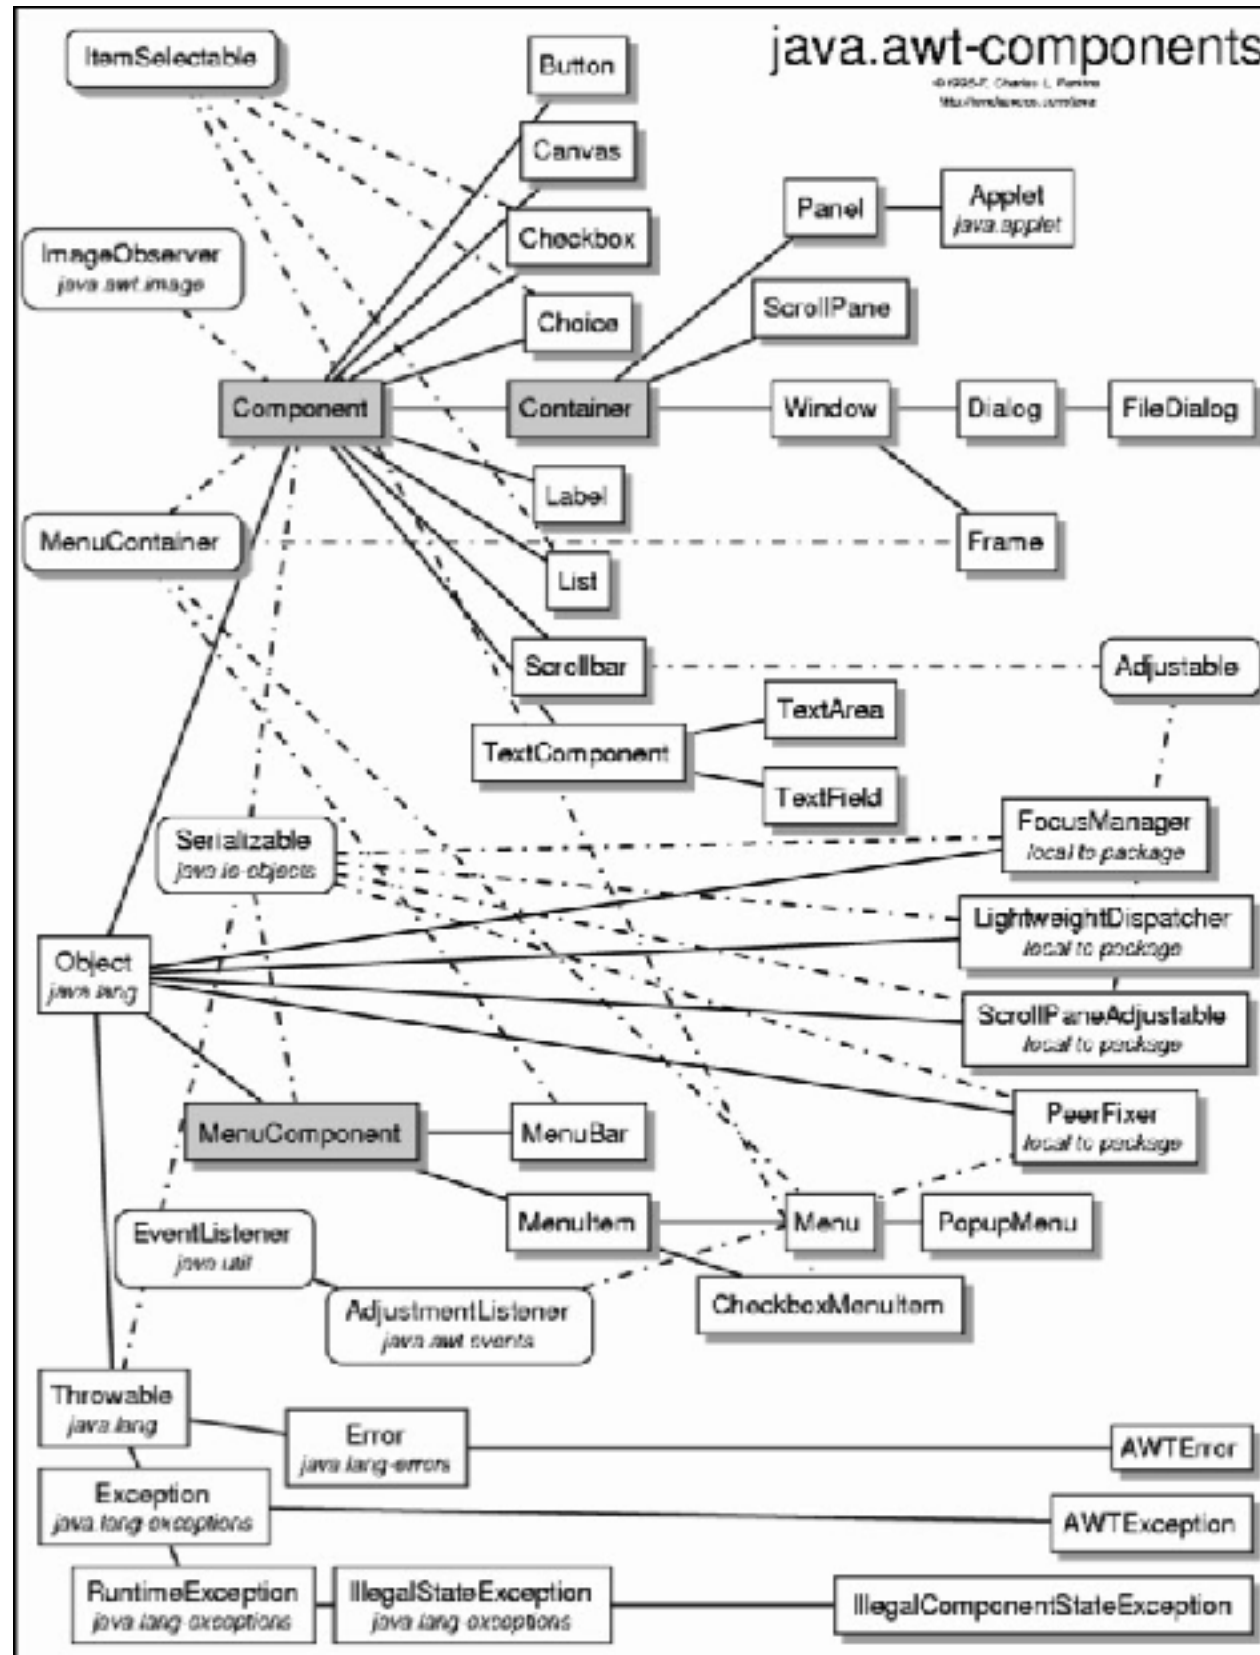 java.awt-components
ItemSelectable
Button
Canvas
Checkbox
Choice
Panel
Applet
java.applet
ScrollPane
ImageObserver
java.awt.image
Component
Container
Window
Dialog
FileDialog
Label
MenuContainer
Frame
List
Scrollbar
Adjustable
TextArea
TextComponent
TextField
Serializable
java.io-objects
FocusManager
local to package
LightweightDispatcher
local to package
Object
java.lang
ScrollPaneAdjustable
local to package
PeerFixer
local to package
MenuComponent
MenuBar
MenuItem
Menu
PopupMenu
EventListener
java.util
CheckboxMenuItem
AdjustmentListener
java.awt.events
Throwable
java.lang
Error
java.lang-errors
AWTError
Exception
java.lang-exceptions
AWTException
RuntimeException
java.lang-exceptions
IllegalStateException
java.lang-exceptions
IllegalComponentStateException